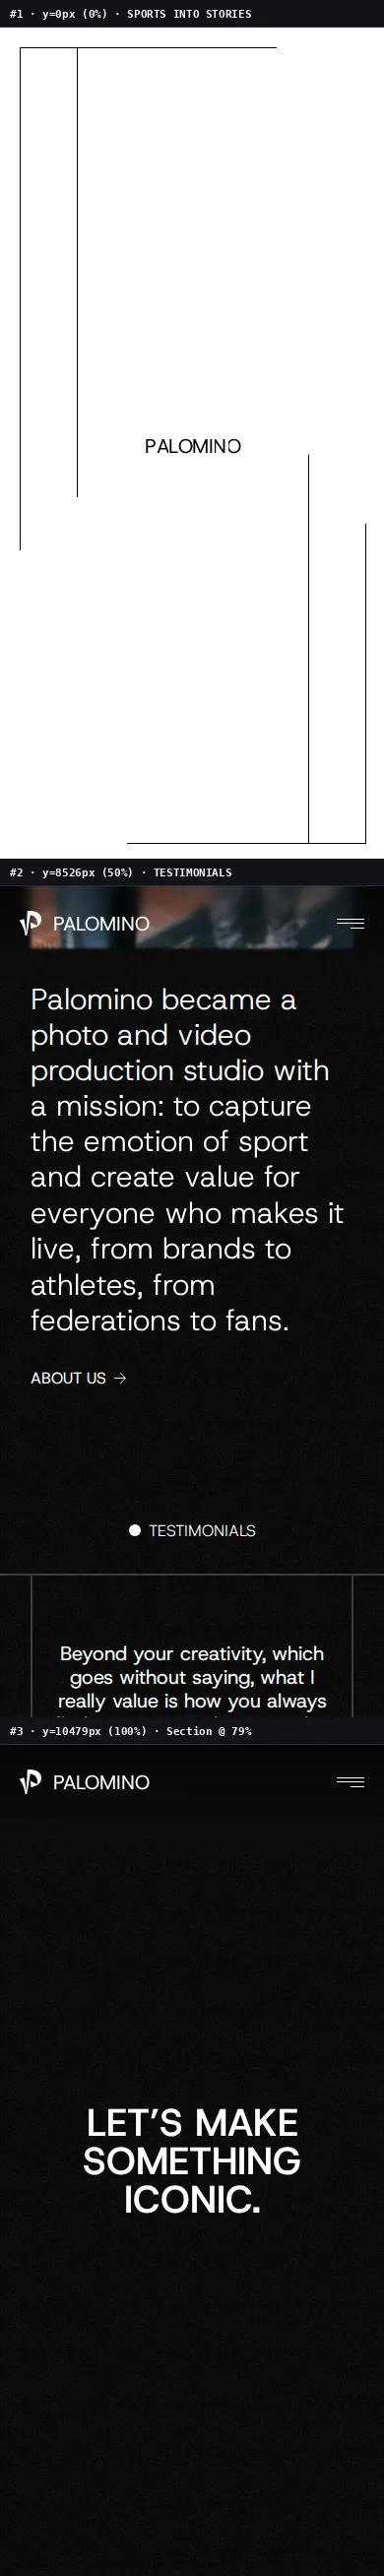 #1 · y=0px (0%) · SPORTS INTO STORIES
PALOMINO
#2 · y=8526px (50%) · TESTIMONIALS
PALOMINO
Palomino became a
photo and video
production studio with
a mission: to capture
the emotion of sport
and create value for
everyone who makes it
live, from brands to
athletes, from
federations to fans.
ABOUT US →
TESTIMONIALS
Beyond your creativity, which
goes without saying, what I
really value is how you always
#3 · y=10479px (100%) · Section @ 79%
PALOMINO
LET’S MAKE
SOMETHING
ICONIC.